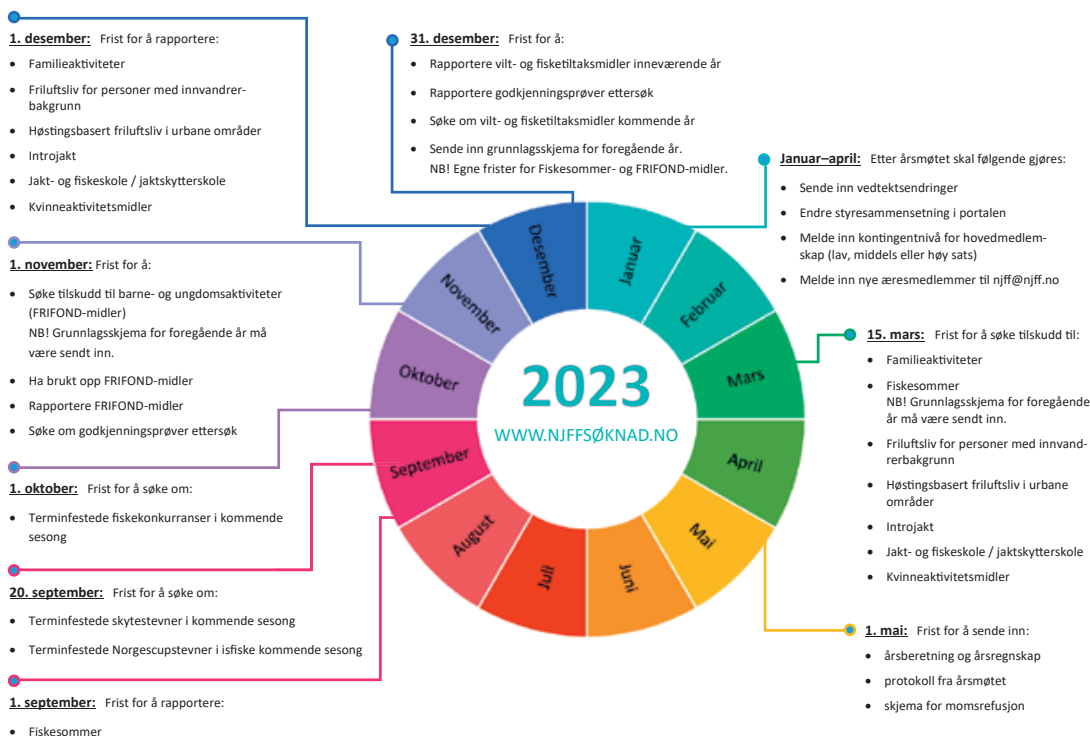 1. desember: Frist for å rapportere:
• Familieaktiviteter
• Friluftsliv for personer med innvandrer-
bakgrunn
• Høstingsbasert friluftsliv i urbane områder
• Introjakt
• Jakt- og fiskeskole / jaktskytterskole
• Kvinneaktivitetsmidler
31. desember: Frist for å:
• Rapportere vilt- og fisketiltaksmidler inneværende år
• Rapportere godkjenningsprøver ettersøk
• Søke om vilt- og fisketiltaksmidler kommende år
• Sende inn grunnlagsskjema for foregående år.
NB! Egne frister for Fiskesommer- og FRIFOND-midler.
Januar–april: Etter årsmøtet skal følgende gjøres:
• Sende inn vedtektsendringer
• Endre styresammensetning i portalen
• Melde inn kontingentnivå for hovedmedlem-
skap (lav, middels eller høy sats)
• Melde inn nye æresmedlemmer til njff@njff.no
15. mars: Frist for å søke tilskudd til:
• Familieaktiviteter
• Fiskesommer
NB! Grunnlagsskjema for foregående
år må være sendt inn.
• Friluftsliv for personer med innvand-
rerbakgrunn
• Høstingsbasert friluftsliv i urbane
områder
• Introjakt
• Jakt- og fiskeskole / jaktskytterskole
• Kvinneaktivitetsmidler
1. mai: Frist for å sende inn:
• årsberetning og årsregnskap
• protokoll fra årsmøtet
• skjema for momsrefusjon
1. november: Frist for å:
• Søke tilskudd til barne- og ungdomsaktiviteter
(FRIFOND-midler)
NB! Grunnlagskjema for foregående år må
være sendt inn.
• Ha brukt opp FRIFOND-midler
• Rapportere FRIFOND-midler
• Søke om godkjenningsprøver ettersøk
1. oktober: Frist for å søke om:
• Terminfestede fiskekonkurranser i kommende
sesong
20. september: Frist for å søke om:
• Terminfestede skytestevner i kommende sesong
• Terminfestede Norgescupstevner i isfiske kommende sesong
1. september: Frist for å rapportere:
• Fiskesommer
Januar
Februar
Mars
April
Mai
Juni
Juli
August
September
Oktober
November
Desember
2023
WWW.NJFFSØKNAD.NO